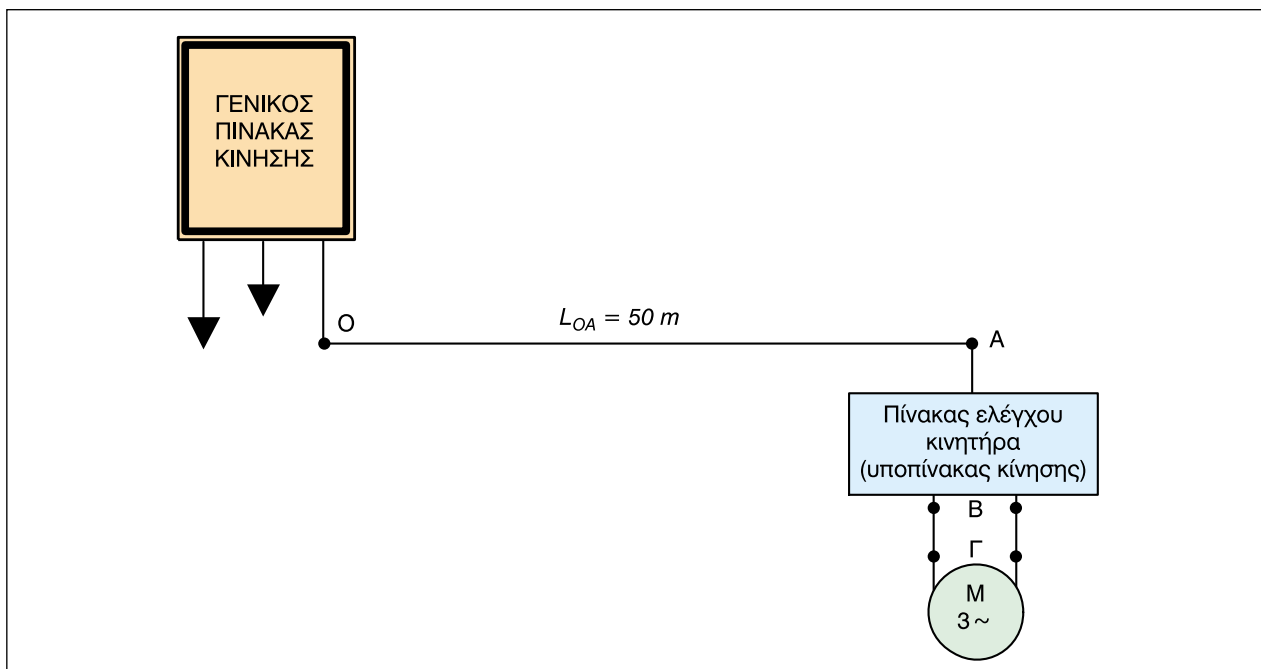 ΓΕΝΙΚΟΣ
ΠΙΝΑΚΑΣ
ΚΙΝΗΣΗΣ
Ο
L_OA = 50 m
Α
Πίνακας ελέγχου
κινητήρα
(υποπίνακας κίνησης)
Β
Γ
Μ
3~